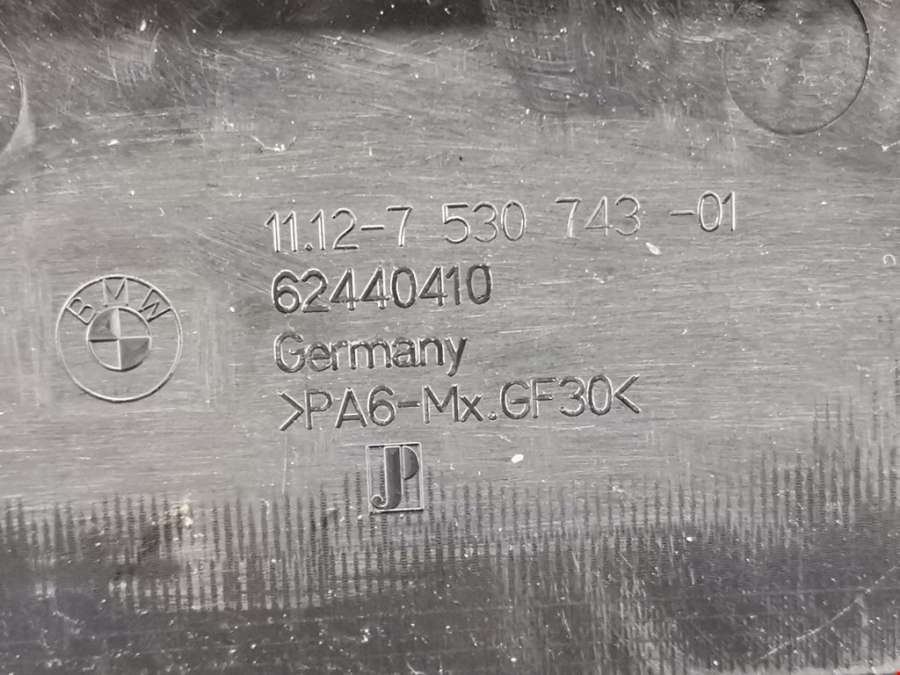 11.12-7 530 743 -01
62440410
BMW
Germany
>PA6-Mx.GF30<
JP